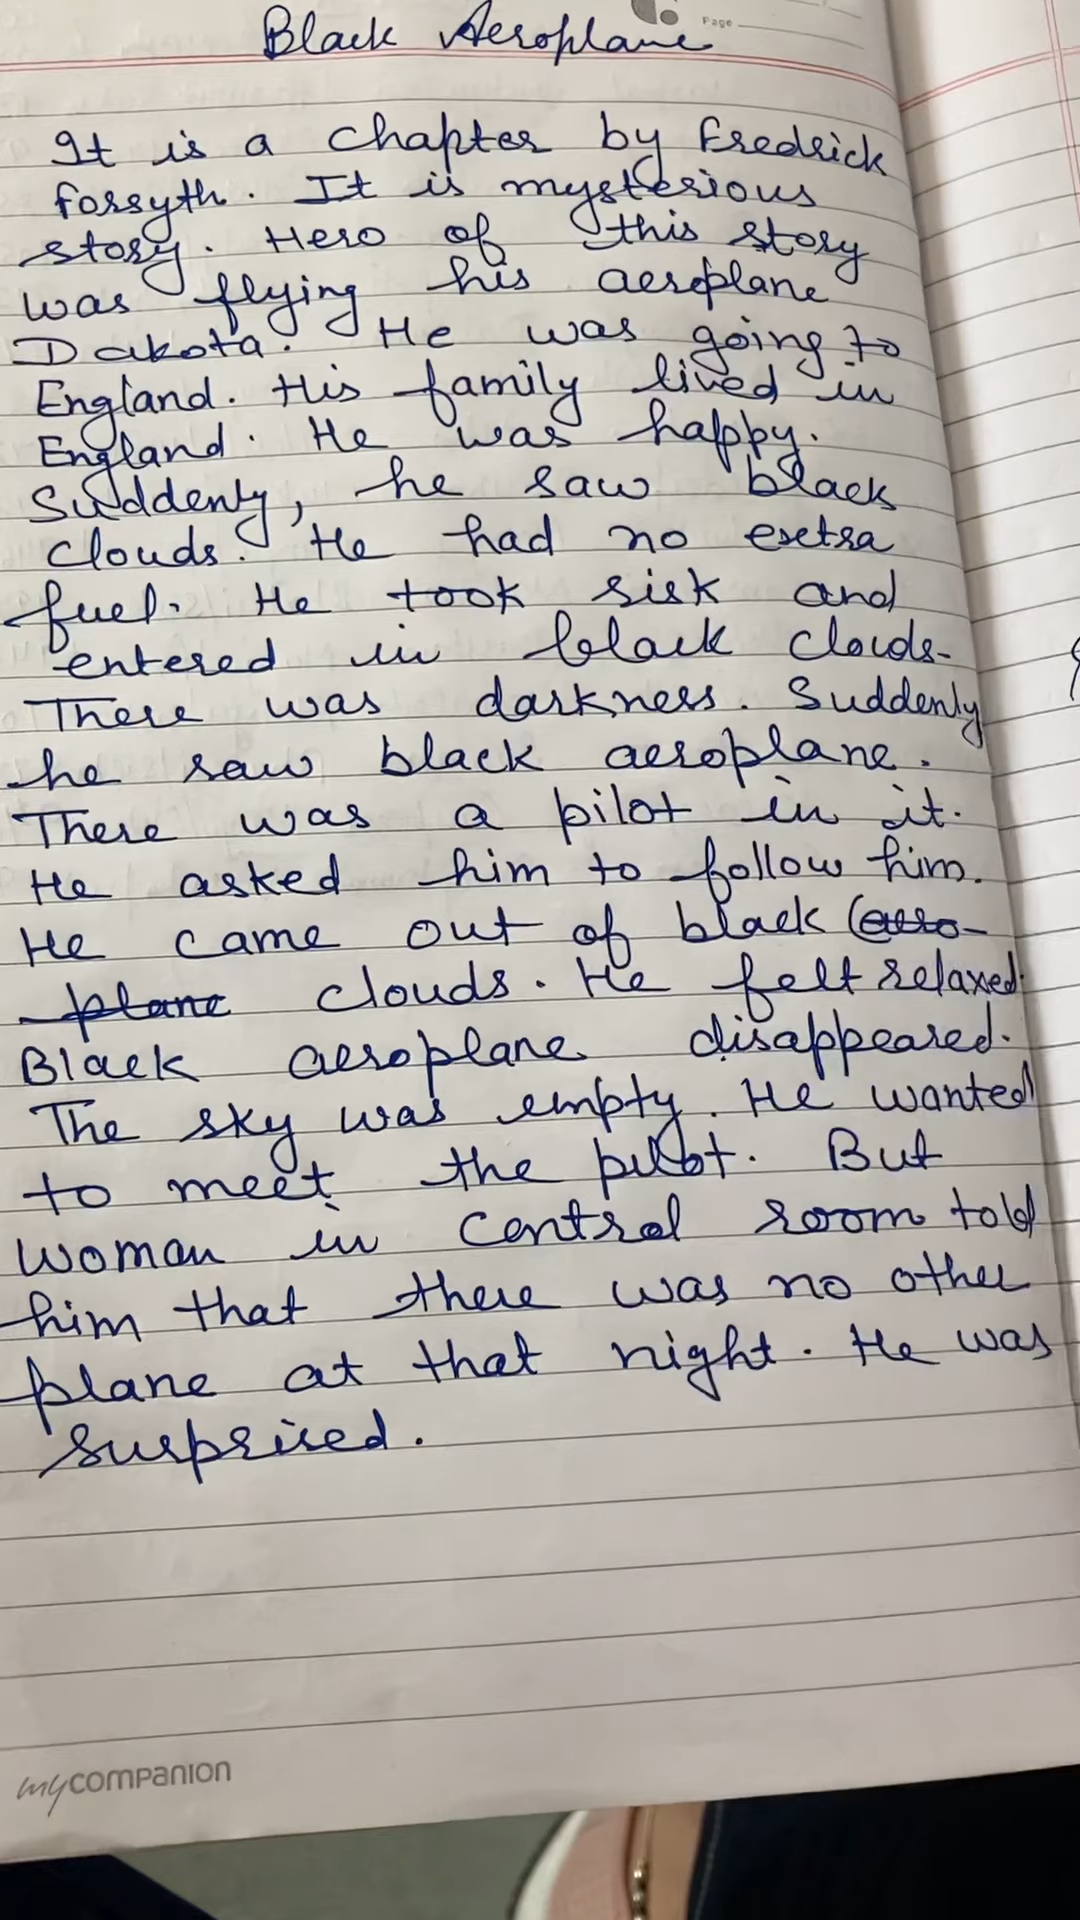 Page
Black Aeroplane
It is a chapter by Fredrick
Forsyth. It is mysterious
story. Hero of this story
was flying his aeroplane
Dakota. He was going to
England. His family lived in
England. He was happy.
Suddenly, he saw black
clouds. He had no extra
fuel. He took risk and
entered in black clouds.
There was darkness. Suddenly
he saw black aeroplane.
There was a pilot in it.
He asked him to follow him.
He came out of black (aero-
plane clouds. He felt relaxed.
Black aeroplane disappeared.
The sky was empty. He wanted
to meet the pilot. But
woman in control room told
him that there was no other
plane at that night. He was
surprised.
mycompanion